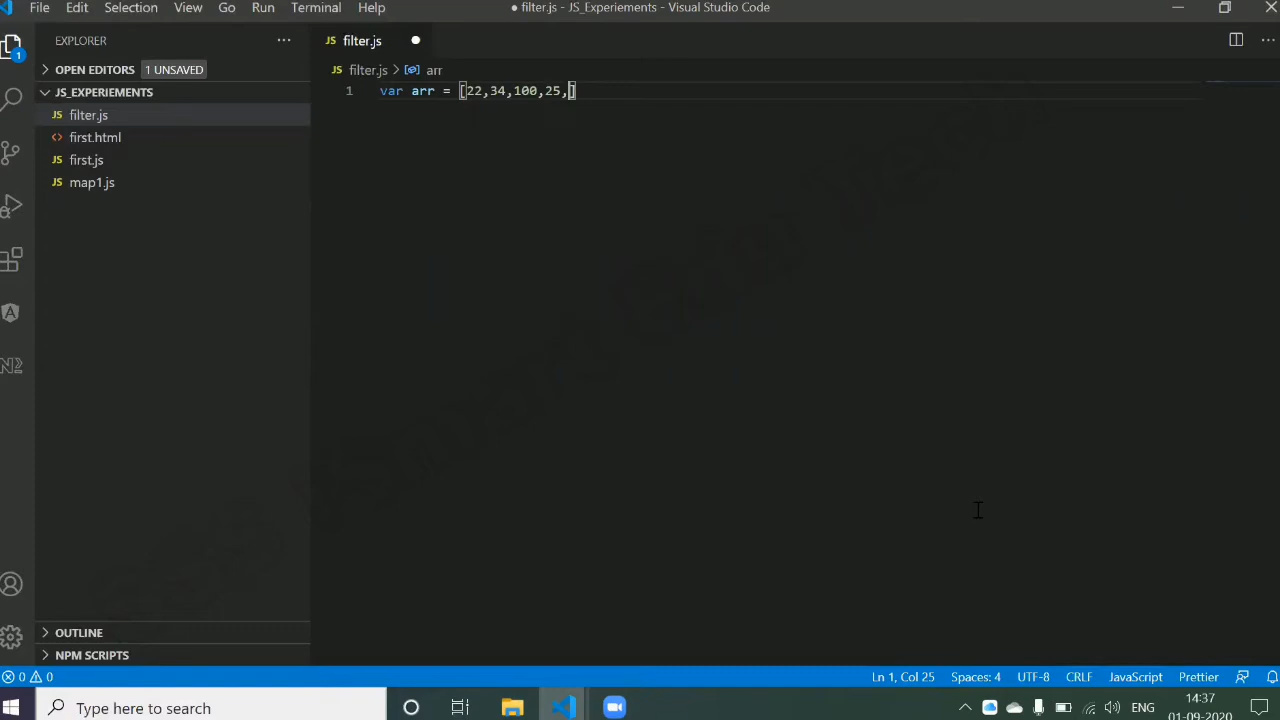 File Edit Selection View Go Run Terminal Help ● filter.js - JS_Experiements - Visual Studio Code
EXPLORER ···
JS filter.js ●
OPEN EDITORS 1 UNSAVED
JS filter.js > arr
JS_EXPERIEMENTS
1 var arr = [22,34,100,25,]
JS filter.js
<> first.html
JS first.js
JS map1.js
1
OUTLINE
NPM SCRIPTS
0 0 Ln 1, Col 25 Spaces: 4 UTF-8 CRLF JavaScript Prettier
Type here to search
ENG
14:37
01-09-2020